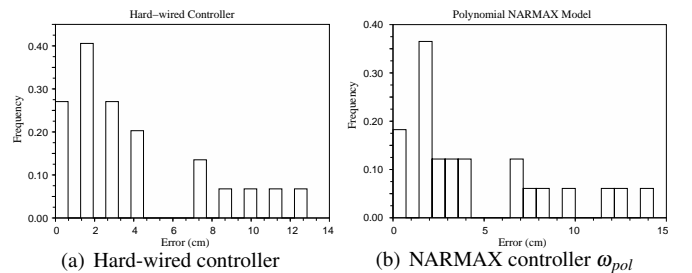 Hard-wired Controller
Frequency
0.40
0.30
0.20
0.10
0.00
0 2 4 6 8 10 12 14
Error (cm)
(a) Hard-wired controller
Polynomial NARMAX Model
Frequency
0.40
0.30
0.20
0.10
0.00
0 5 10 15
Error (cm)
(b) NARMAX controller ω_pol